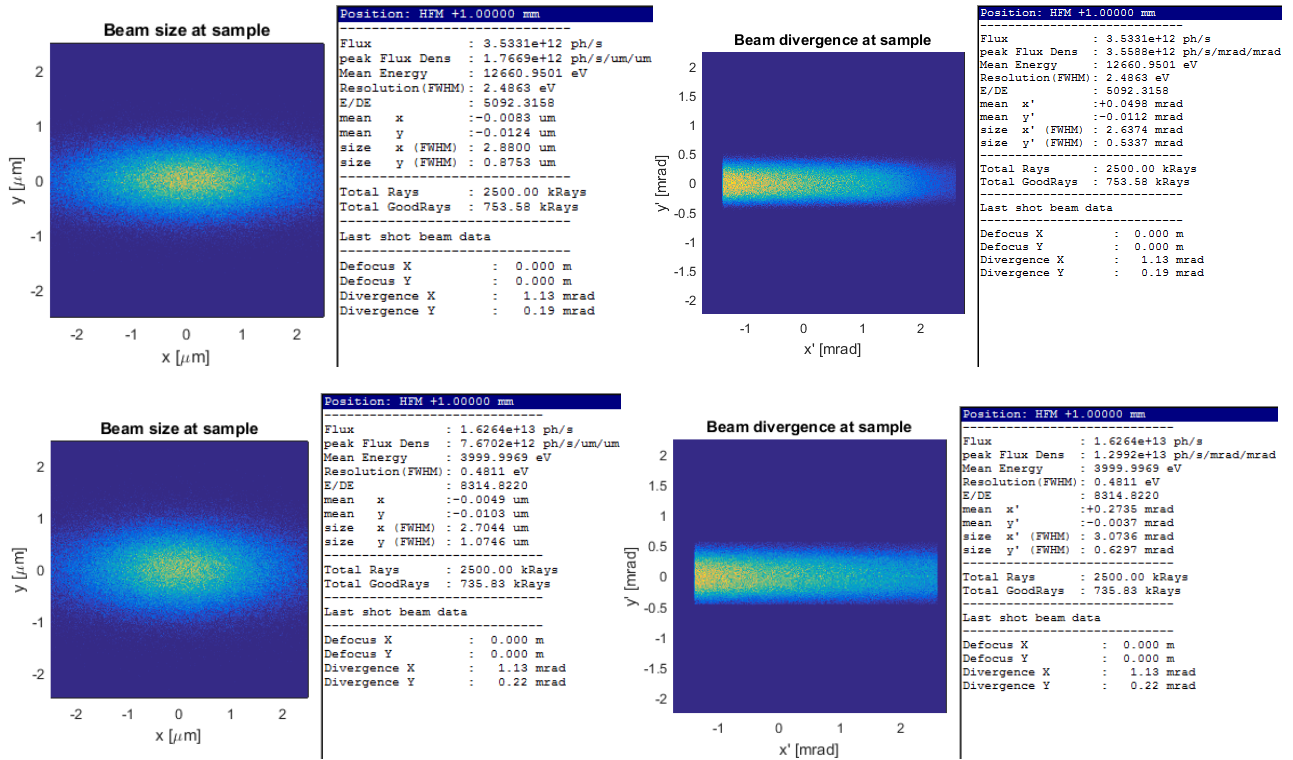 Beam size at sample
2
1
0
-1
-2
y [μm]
-2 -1 0 1 2
x [μm]
Position: HFM +1.00000 mm
------------------------------
Flux : 3.5331e+12 ph/s
peak Flux Dens : 1.7669e+12 ph/s/um/um
Mean Energy : 12660.9501 eV
Resolution(FWHM): 2.4863 eV
E/DE : 5092.3158
mean x :-0.0083 um
mean y :-0.0124 um
size x (FWHM) : 2.8800 um
size y (FWHM) : 0.8753 um
------------------------------
Total Rays : 2500.00 kRays
Total GoodRays : 753.58 kRays
------------------------------
Last shot beam data
------------------------------
Defocus X : 0.000 m
Defocus Y : 0.000 m
Divergence X : 1.13 mrad
Divergence Y : 0.19 mrad
Beam divergence at sample
2
1.5
1
0.5
0
-0.5
-1
-1.5
-2
y' [mrad]
-1 0 1 2
x' [mrad]
Position: HFM +1.00000 mm
------------------------------
Flux : 3.5331e+12 ph/s
peak Flux Dens : 3.5588e+12 ph/s/mrad/mrad
Mean Energy : 12660.9501 eV
Resolution(FWHM): 2.4863 eV
E/DE : 5092.3158
mean x' :+0.0498 mrad
mean y' :-0.0112 mrad
size x' (FWHM) : 2.6374 mrad
size y' (FWHM) : 0.5337 mrad
------------------------------
Total Rays : 2500.00 kRays
Total GoodRays : 753.58 kRays
------------------------------
Last shot beam data
------------------------------
Defocus X : 0.000 m
Defocus Y : 0.000 m
Divergence X : 1.13 mrad
Divergence Y : 0.19 mrad
Beam size at sample
2
1
0
-1
-2
y [μm]
-2 -1 0 1 2
x [μm]
Position: HFM +1.00000 mm
------------------------------
Flux : 1.6264e+13 ph/s
peak Flux Dens : 7.6702e+12 ph/s/um/um
Mean Energy : 3999.9969 eV
Resolution(FWHM): 0.4811 eV
E/DE : 8314.8220
mean x :-0.0049 um
mean y :-0.0103 um
size x (FWHM) : 2.7044 um
size y (FWHM) : 1.0746 um
------------------------------
Total Rays : 2500.00 kRays
Total GoodRays : 735.83 kRays
------------------------------
Last shot beam data
------------------------------
Defocus X : 0.000 m
Defocus Y : 0.000 m
Divergence X : 1.13 mrad
Divergence Y : 0.22 mrad
Beam divergence at sample
2
1.5
1
0.5
0
-0.5
-1
-1.5
-2
y' [mrad]
-1 0 1 2
x' [mrad]
Position: HFM +1.00000 mm
------------------------------
Flux : 1.6264e+13 ph/s
peak Flux Dens : 1.2992e+13 ph/s/mrad/mrad
Mean Energy : 3999.9969 eV
Resolution(FWHM): 0.4811 eV
E/DE : 8314.8220
mean x' :+0.2735 mrad
mean y' :-0.0037 mrad
size x' (FWHM) : 3.0736 mrad
size y' (FWHM) : 0.6297 mrad
------------------------------
Total Rays : 2500.00 kRays
Total GoodRays : 735.83 kRays
------------------------------
Last shot beam data
------------------------------
Defocus X : 0.000 m
Defocus Y : 0.000 m
Divergence X : 1.13 mrad
Divergence Y : 0.22 mrad